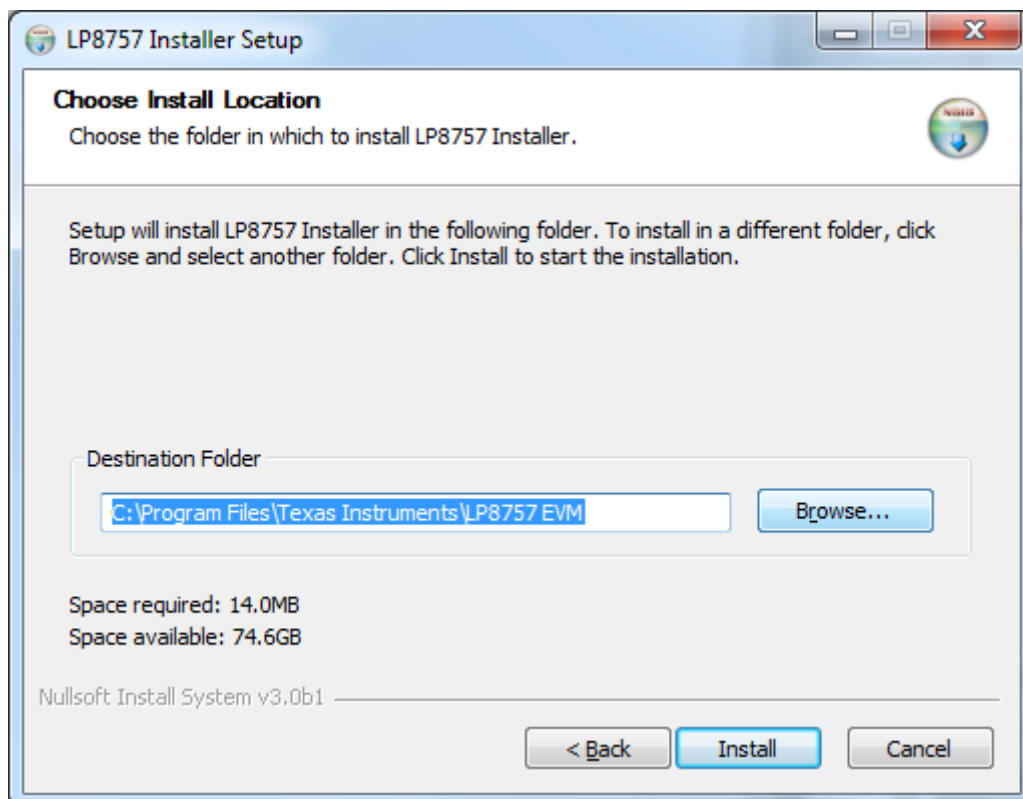 LP8757 Installer Setup
Choose Install Location
Choose the folder in which to install LP8757 Installer.
NSIS
Setup will install LP8757 Installer in the following folder. To install in a different folder, click
Browse and select another folder. Click Install to start the installation.
Destination Folder
C:\Program Files\Texas Instruments\LP8757 EVM
Browse...
Space required: 14.0MB
Space available: 74.6GB
Nullsoft Install System v3.0b1
< Back
Install
Cancel